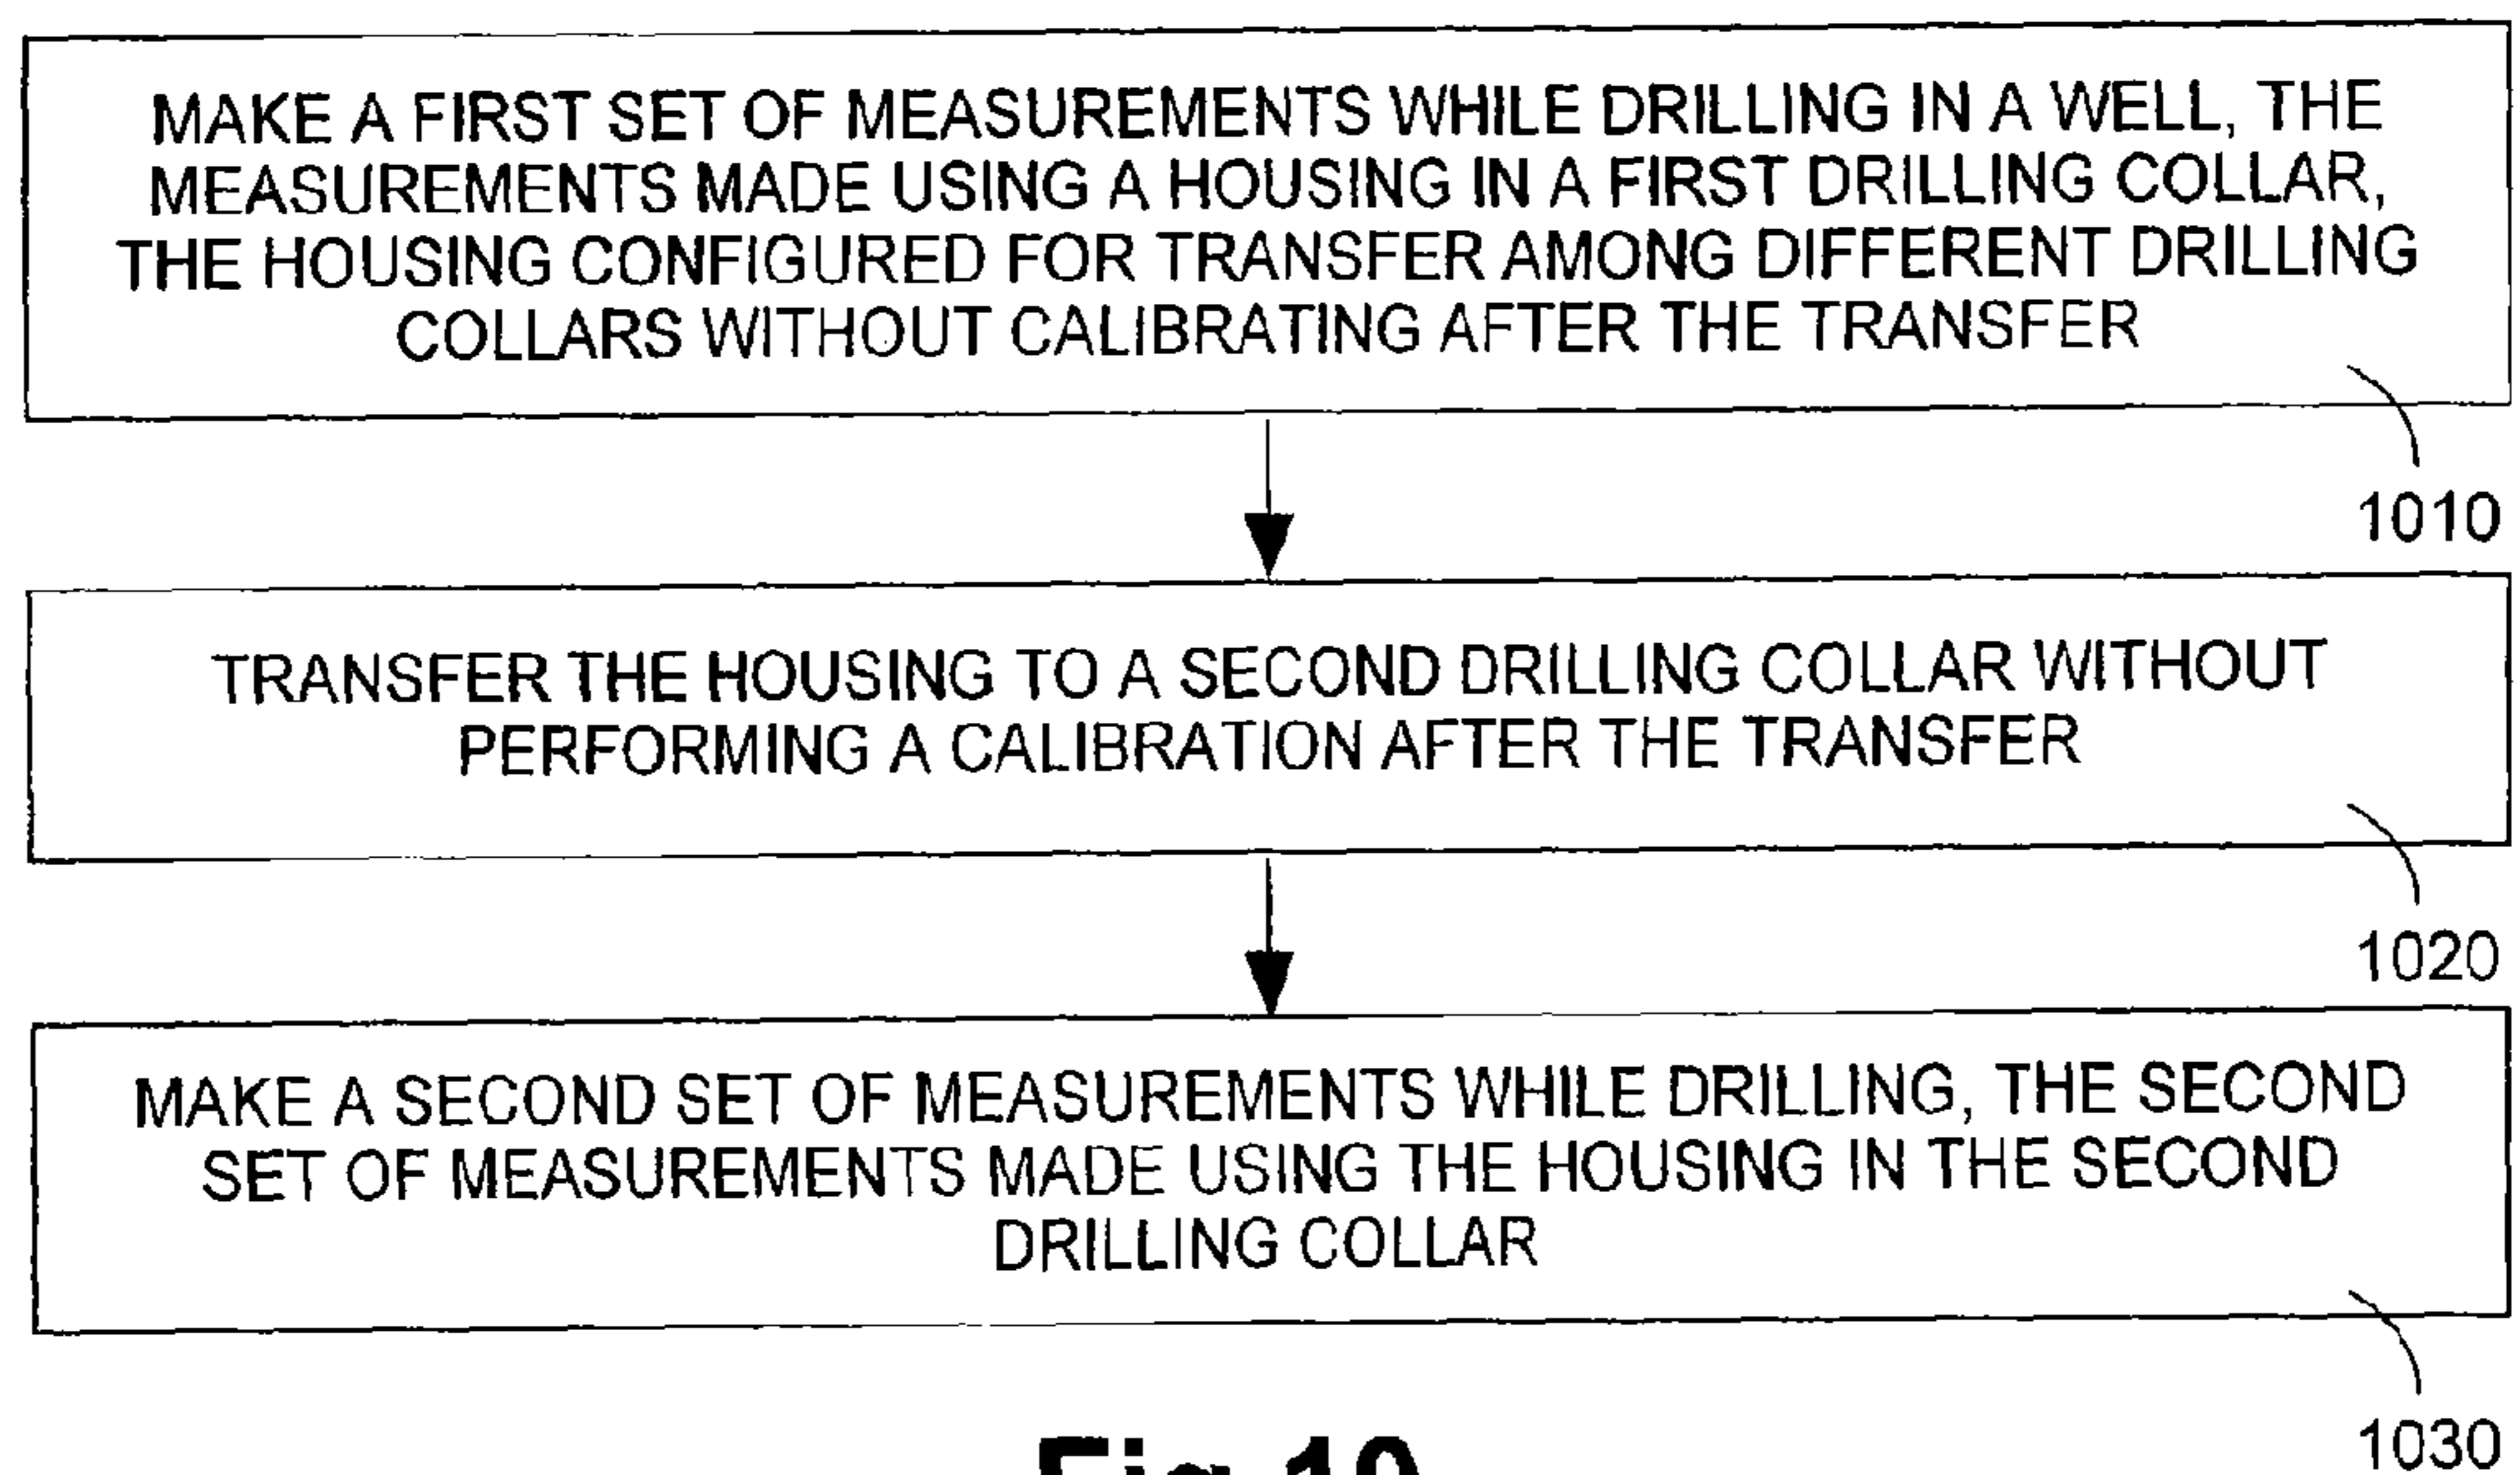 MAKE A FIRST SET OF MEASUREMENTS WHILE DRILLING IN A WELL, THE
MEASUREMENTS MADE USING A HOUSING IN A FIRST DRILLING COLLAR,
THE HOUSING CONFIGURED FOR TRANSFER AMONG DIFFERENT DRILLING
COLLARS WITHOUT CALIBRATING AFTER THE TRANSFER
1010
TRANSFER THE HOUSING TO A SECOND DRILLING COLLAR WITHOUT
PERFORMING A CALIBRATION AFTER THE TRANSFER
1020
MAKE A SECOND SET OF MEASUREMENTS WHILE DRILLING, THE SECOND
SET OF MEASUREMENTS MADE USING THE HOUSING IN THE SECOND
DRILLING COLLAR
1030